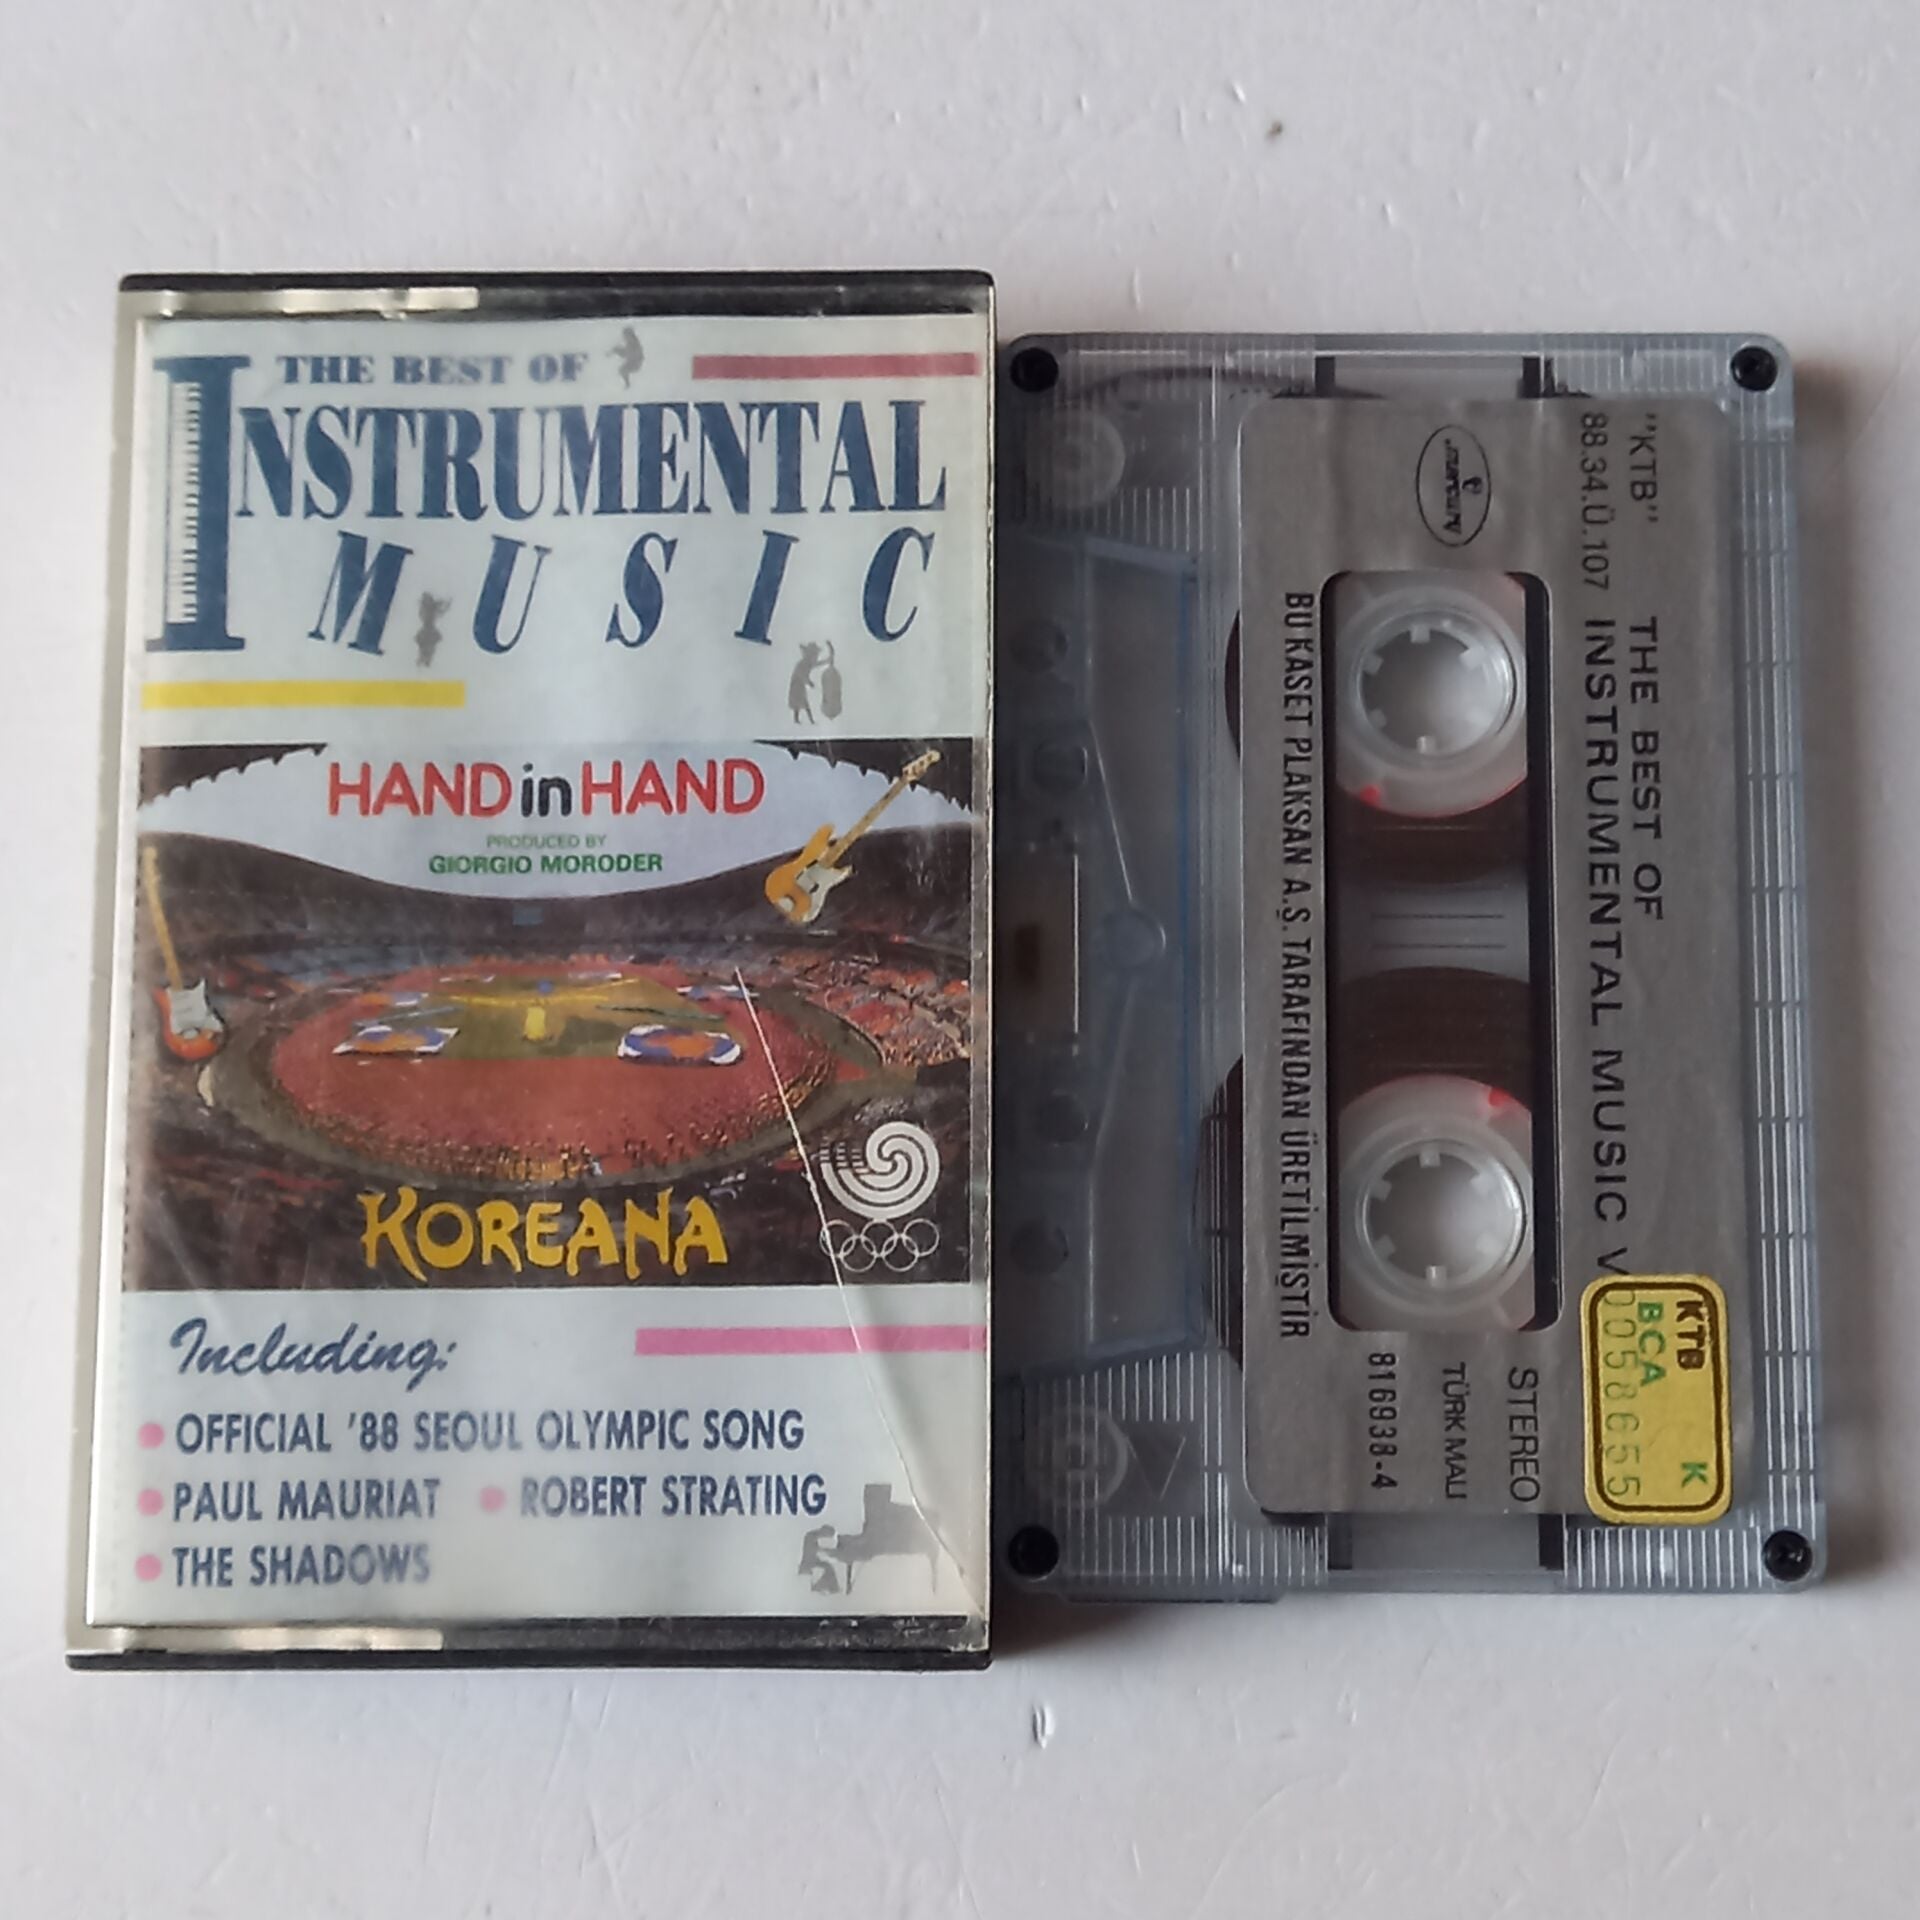 THE BEST OF
INSTRUMENTAL
MUSIC
HAND in HAND
PRODUCED BY
GIORGIO MORODER
KOREANA
Including:
OFFICIAL '88 SEOUL OLYMPIC SONG
PAUL MAURIAT
ROBERT STRATING
THE SHADOWS
"KTB"
88.34.Ü.107
THE BEST OF
INSTRUMENTAL MUSIC V
mercury
BU KASET PLAKSAN A.Ş. TARAFINDAN ÜRETİLMİŞTİR
STEREO
TÜRK MALI
816938-4
KTB K
BCA
0058655